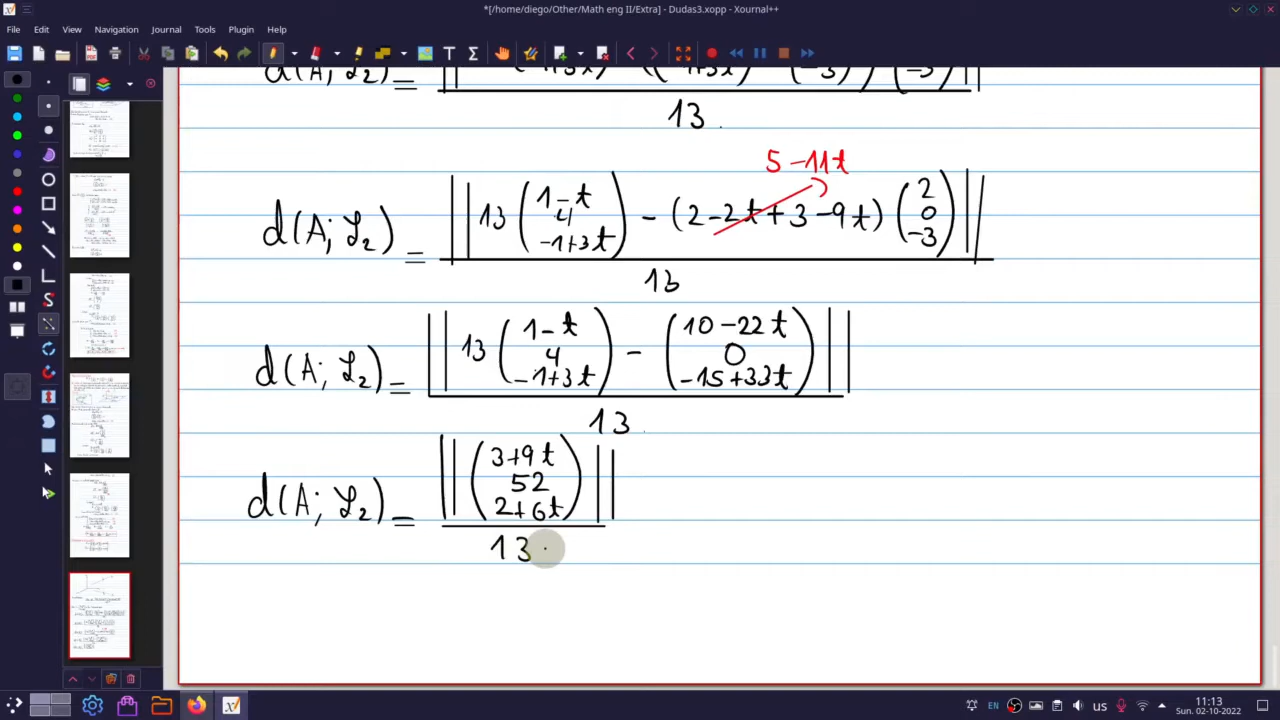 *[/home/diego/Other/Math eng II/Extra] - Dudas3.xopp - Xournal++
File Edit View Navigation Journal Tools Plugin Help
13
5 - 11t
d(A; ℒ₂) = || 13 (1 - t, 4, -1+3t) - (2 - 2t + 3 - 9t) (2, 0, -3) ||
13
d(A; ℒ₂) = || 13 (1 - t, 4, -1+3t) - (10 - 22t, 0, -15+33t) ||
13
d(A; ℒ₂) = || (3+9t, 52, 2+6t) ||
13
EN us 11:13
Sun. 02-10-2022